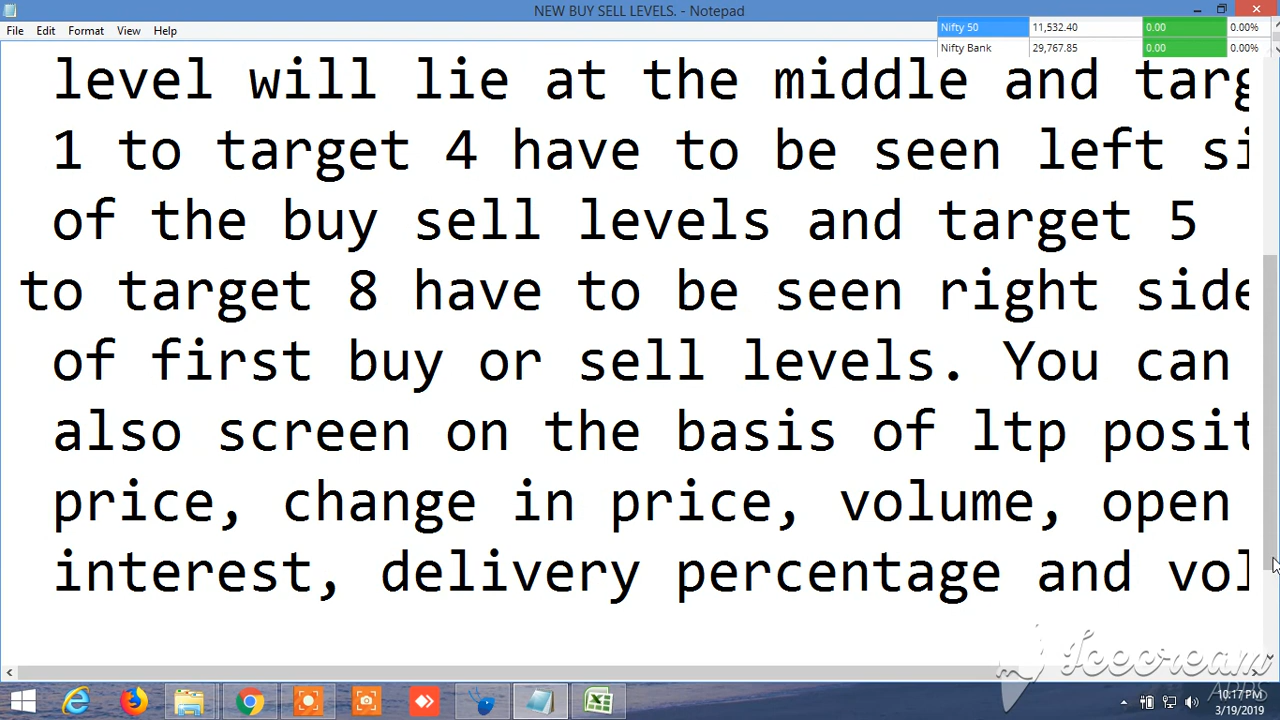 NEW BUY SELL LEVELS. - Notepad
File Edit Format View Help
Nifty 50 11,532.40 0.00 0.00%
Nifty Bank 29,767.85 0.00 0.00%
level will lie at the middle and targ
1 to target 4 have to be seen left si
of the buy sell levels and target 5
to target 8 have to be seen right side
of first buy or sell levels. You can
also screen on the basis of ltp posit
price, change in price, volume, open
interest, delivery percentage and vol
Icecream
APPS
10:17 PM
3/19/2019